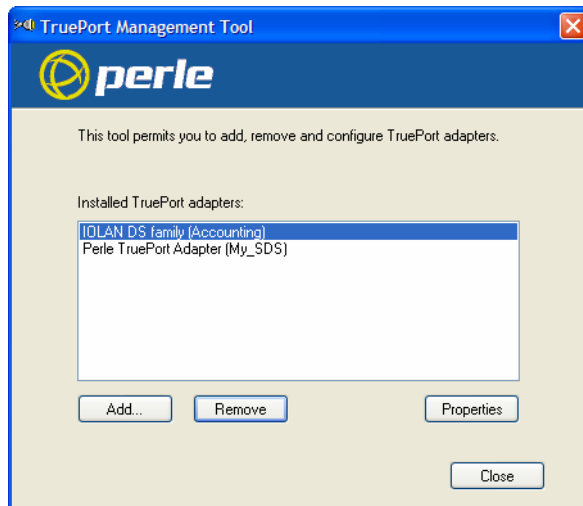 TruePort Management Tool
perle
This tool permits you to add, remove and configure TruePort adapters.
Installed TruePort adapters:
IOLAN DS family (Accounting)
Perle TruePort Adapter (My_SDS)
Add... Remove Properties
Close